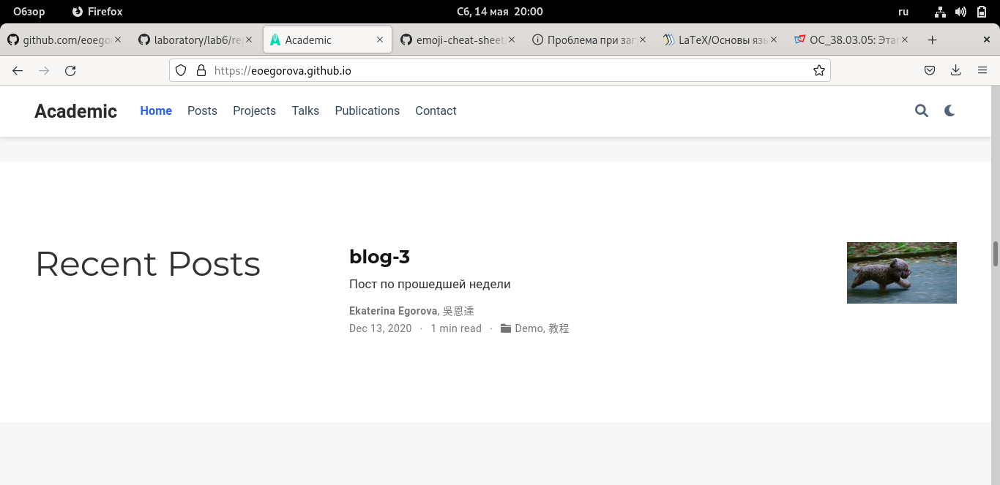 Обзор Firefox Сб, 14 мая 20:00 ru
github.com/eoego laboratory/lab6/re Academic emoji-cheat-sheet Проблема при заг LaTeX/Основы язы ОС_38.03.05: Эта
https://eoegorova.github.io
Academic Home Posts Projects Talks Publications Contact
Recent Posts
blog-3
Пост по прошедшей недели
Ekaterina Egorova, 吳恩達
Dec 13, 2020 · 1 min read · Demo, 教程